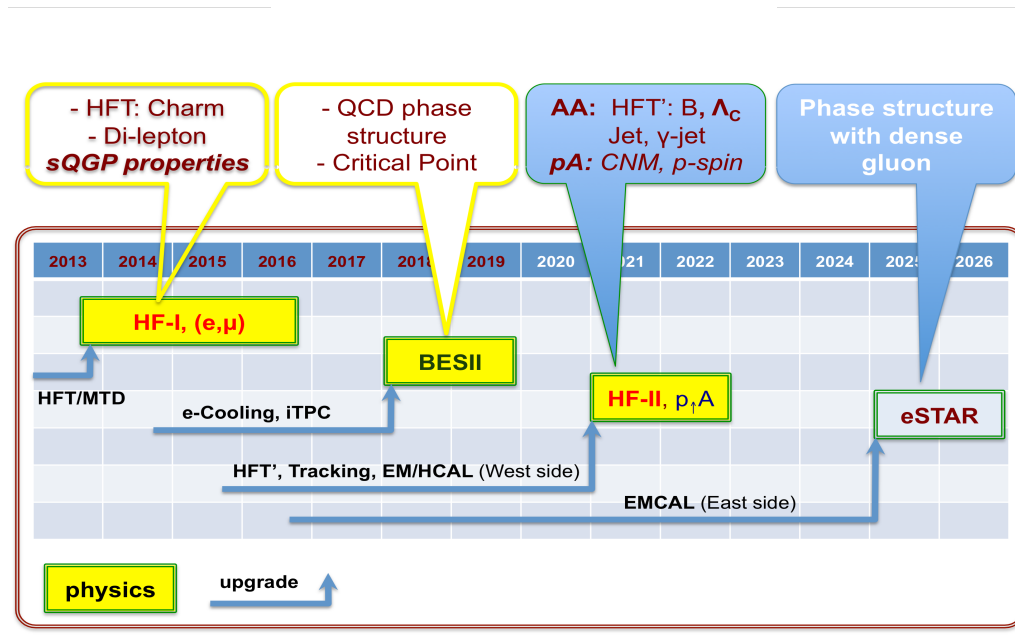 - HFT: Charm
- Di-lepton
sQGP properties
- QCD phase
structure
- Critical Point
AA: HFT’: B, ΛC
Jet, γ-jet
pA: CNM, p-spin
Phase structure
with dense
gluon
2013 2014 2015 2016 2017 2018 2019 2020 2021 2022 2023 2024 2025 2026
HF-I, (e,μ)
BESII
HFT/MTD
HF-II, p↑A
e-Cooling, iTPC
eSTAR
HFT’, Tracking, EM/HCAL (West side)
EMCAL (East side)
physics
upgrade